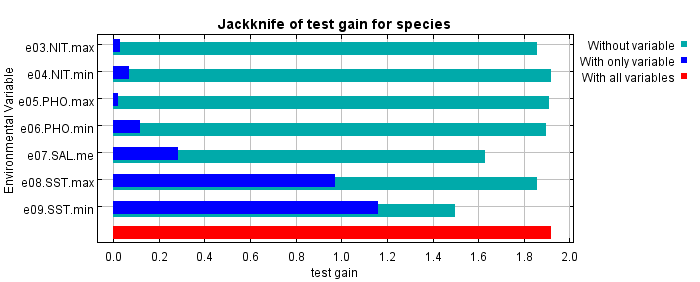 Jackknife of test gain for species
Environmental Variable
e03.NIT.max
e04.NIT.min
e05.PHO.max
e06.PHO.min
e07.SAL.me
e08.SST.max
e09.SST.min
0.0 0.2 0.4 0.6 0.8 1.0 1.2 1.4 1.6 1.8 2.0
test gain
Without variable
With only variable
With all variables